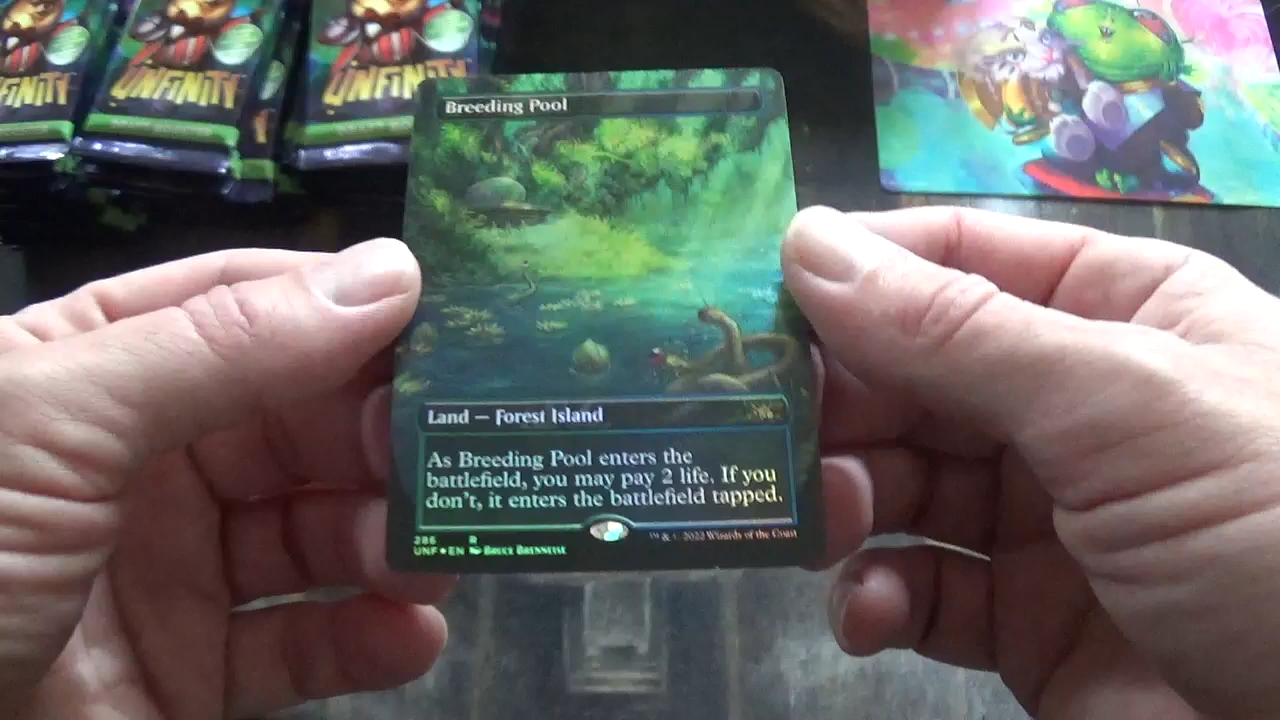 UNFINITY
UNFINITY
UNFINITY
Breeding Pool
Land — Forest Island
As Breeding Pool enters the
battlefield, you may pay 2 life. If you
don't, it enters the battlefield tapped.
286 R
UNF ★ EN Bruce Brenneise
™ & © 2022 Wizards of the Coast